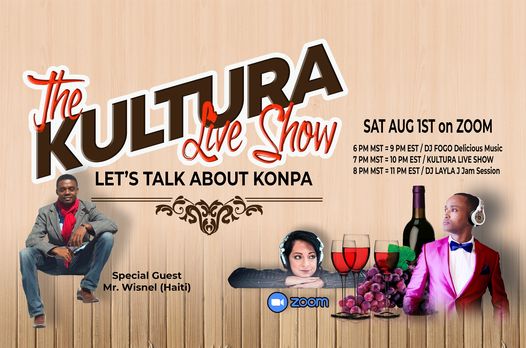 The
KULTURA
Live Show
LET'S TALK ABOUT KONPA
SAT AUG 1ST on ZOOM
6 PM MST = 9 PM EST / DJ FOGO Delicious Music
7 PM MST = 10 PM EST / KULTURA LIVE SHOW
8 PM MST = 11 PM EST / DJ LAYLA J Jam Session
Special Guest
Mr. Wisnel (Haiti)
zoom